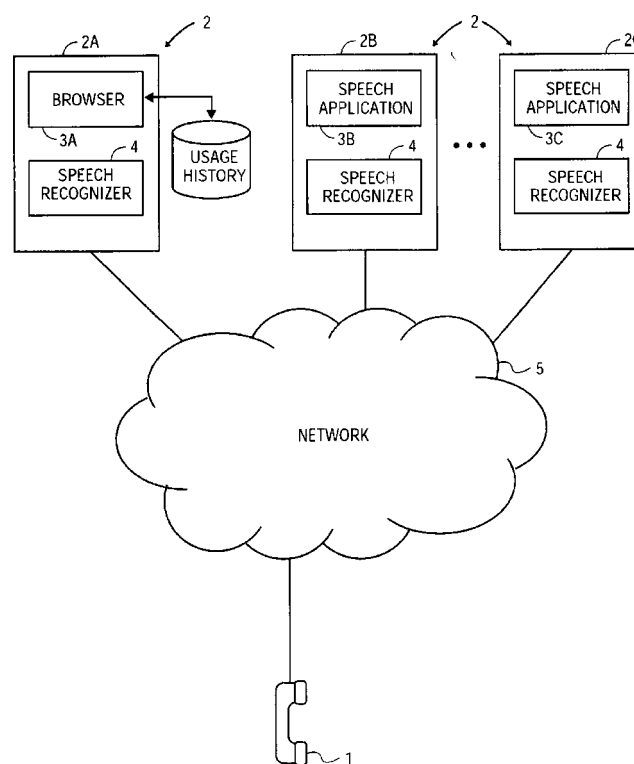 2A
2
2B
2
2C
BROWSER
3A
USAGE
HISTORY
4
SPEECH
RECOGNIZER
SPEECH
APPLICATION
3B
4
SPEECH
RECOGNIZER
•••
SPEECH
APPLICATION
3C
4
SPEECH
RECOGNIZER
5
NETWORK
1